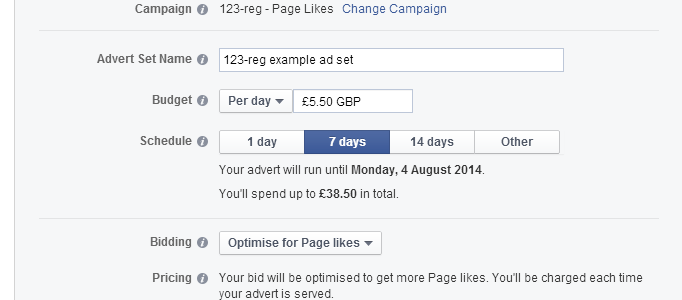 Campaign 123-reg - Page Likes Change Campaign
Advert Set Name 123-reg example ad set
Budget Per day £5.50 GBP
Schedule 1 day 7 days 14 days Other
Your advert will run until Monday, 4 August 2014.
You'll spend up to £38.50 in total.
Bidding Optimise for Page likes
Pricing Your bid will be optimised to get more Page likes. You'll be charged each time
your advert is served.